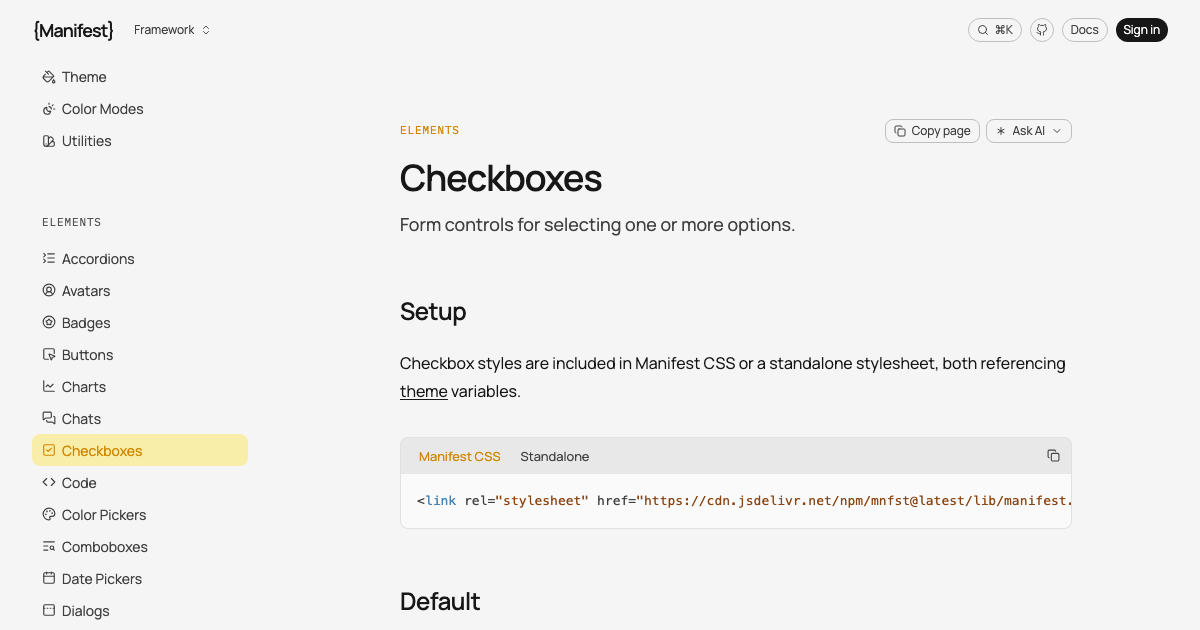 {Manifest}
Framework
⌘K
Docs
Sign in
Theme
Color Modes
Utilities
ELEMENTS
Accordions
Avatars
Badges
Buttons
Charts
Chats
Checkboxes
Code
Color Pickers
Comboboxes
Date Pickers
Dialogs
ELEMENTS
Copy page
Ask AI
Checkboxes
Form controls for selecting one or more options.
Setup
Checkbox styles are included in Manifest CSS or a standalone stylesheet, both referencing
theme variables.
Manifest CSS
Standalone
<link rel="stylesheet" href="https://cdn.jsdelivr.net/npm/mnfst@latest/lib/manifest.
Default